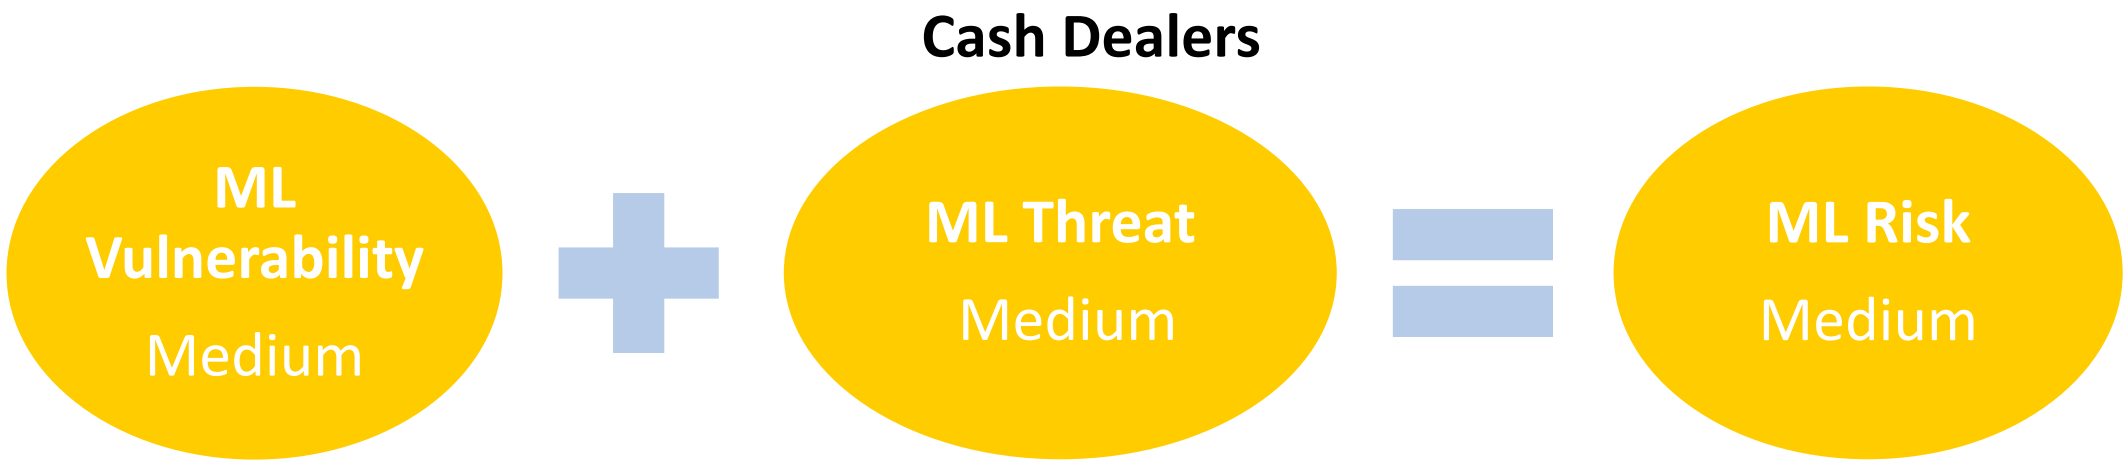 Cash Dealers
ML
Vulnerability
Medium
ML Threat
Medium
ML Risk
Medium